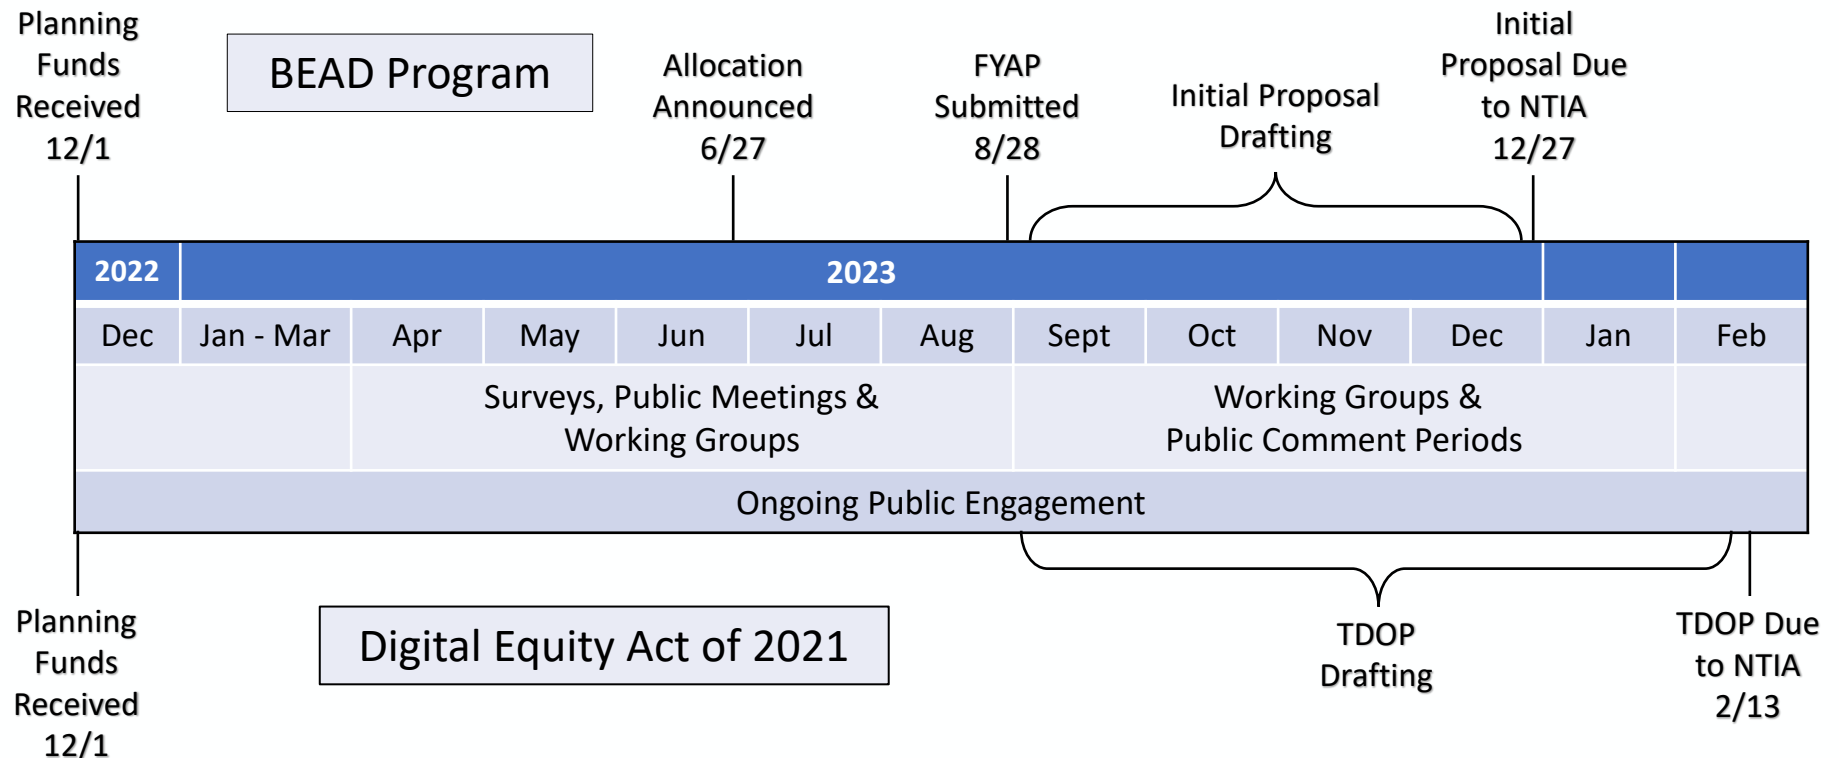 Planning
Funds
Received
12/1
BEAD Program
Allocation
Announced
6/27
FYAP
Submitted
8/28
Initial Proposal
Drafting
Initial
Proposal Due
to NTIA
12/27
2022
2023
Dec
Jan - Mar
Apr
May
Jun
Jul
Aug
Sept
Oct
Nov
Dec
Jan
Feb
Surveys, Public Meetings &
Working Groups
Working Groups &
Public Comment Periods
Ongoing Public Engagement
Planning
Funds
Received
12/1
Digital Equity Act of 2021
TDOP
Drafting
TDOP Due
to NTIA
2/13